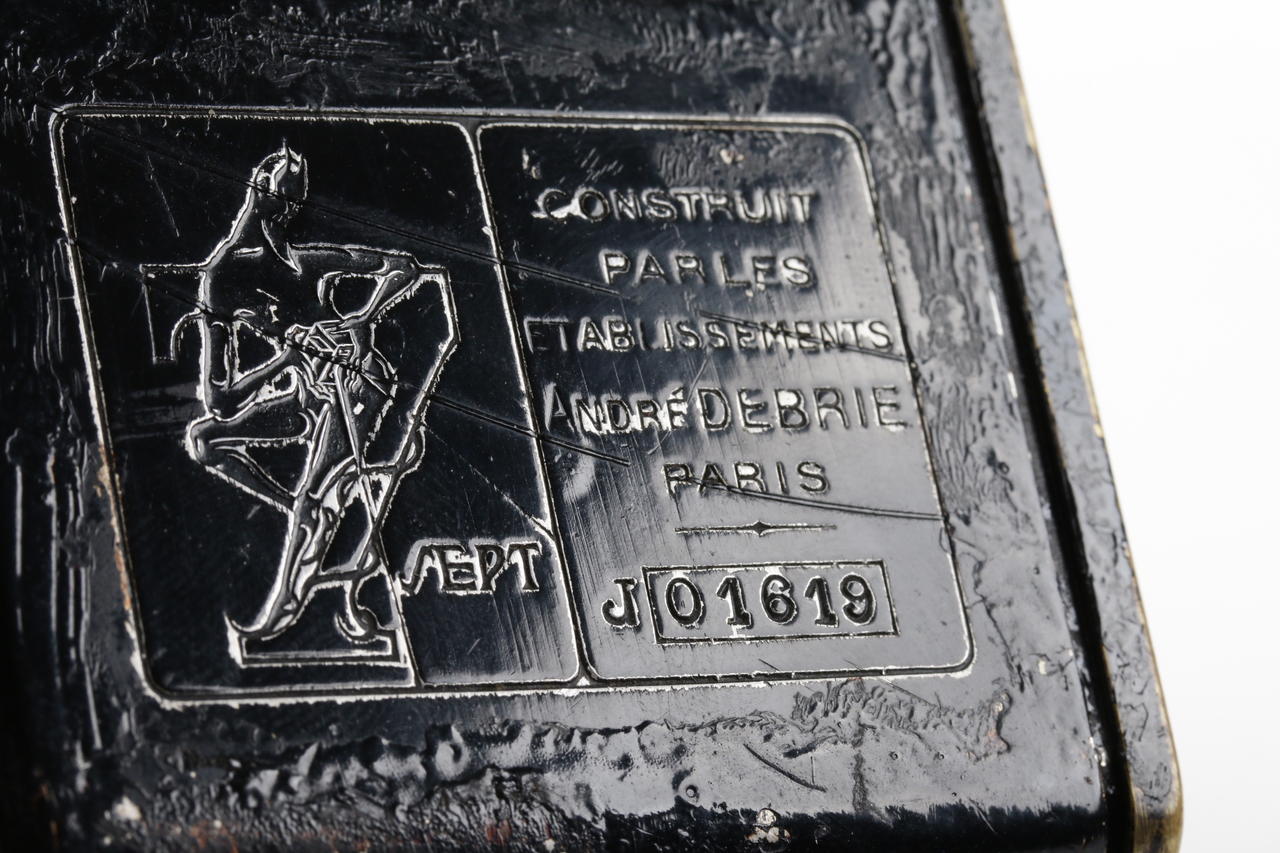 SEPT
CONSTRUIT
PAR LES
ETABLISSEMENTS
ANDRÉ DEBRIE
PARIS
J 01619